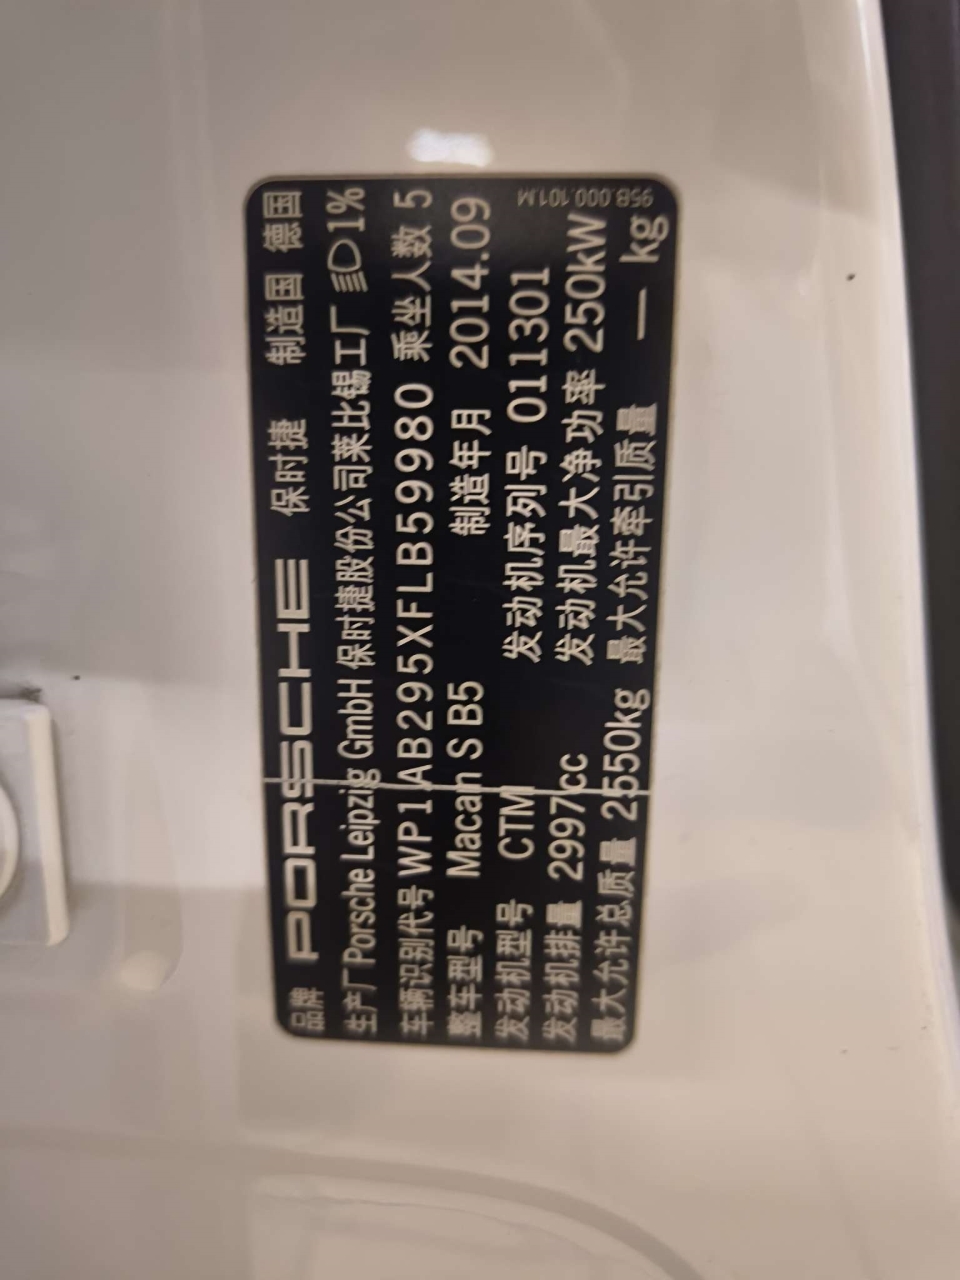 品牌 PORSCHE 保时捷 制造国 德国
生产厂 Porsche Leipzig GmbH 保时捷股份公司莱比锡工厂 1%
车辆识别代号 WP1AB295XFLB59980 乘坐人数 5
整车型号 Macan S B5 制造年月 2014.09
发动机型号 CTM 发动机序列号 011301
发动机排量 2997cc 发动机最大净功率 250kW
最大允许总质量 2550kg 最大允许牵引质量 — kg
95B.000.101.M